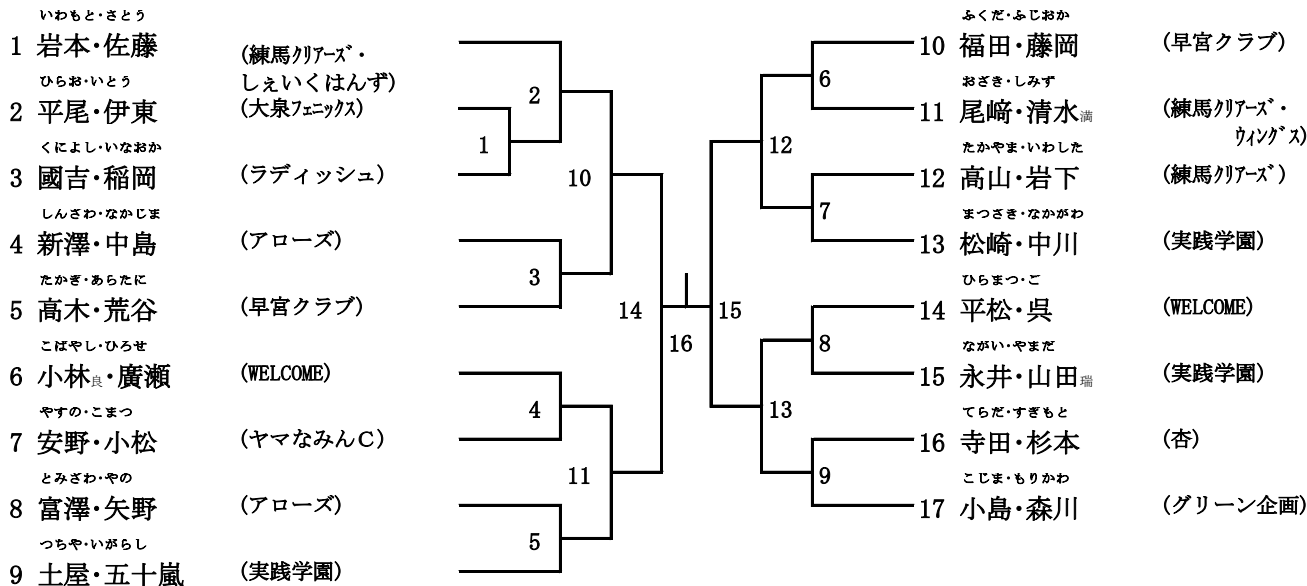 いわもと・さとう
1 岩本・佐藤 (練馬ｸﾘｱｰｽﾞ・
しぇいくはんず)
ひらお・いとう
2 平尾・伊東 (大泉ﾌｪﾆｯｸｽ)
くによし・いなおか
3 國吉・稲岡 (ラディッシュ)
しんざわ・なかじま
4 新澤・中島 (アローズ)
たかぎ・あらたに
5 高木・荒谷 (早宮クラブ)
こばやし・ひろせ
6 小林良・廣瀬 (WELCOME)
やすの・こまつ
7 安野・小松 (ヤマなみんＣ)
とみざわ・やの
8 富澤・矢野 (アローズ)
つちや・いがらし
9 土屋・五十嵐 (実践学園)
2
1
10
3
14
4
11
5
16
15
6
12
7
8
13
9
ふくだ・ふじおか
10 福田・藤岡 (早宮クラブ)
おざき・しみず
11 尾﨑・清水満 (練馬ｸﾘｱｰｽﾞ・
ｳｨﾝｸﾞｽ)
たかやま・いわした
12 高山・岩下 (練馬ｸﾘｱｰｽﾞ)
まつざき・なかがわ
13 松崎・中川 (実践学園)
ひらまつ・ご
14 平松・呉 (WELCOME)
ながい・やまだ
15 永井・山田瑞 (実践学園)
てらだ・すぎもと
16 寺田・杉本 (杏)
こじま・もりかわ
17 小島・森川 (グリーン企画)